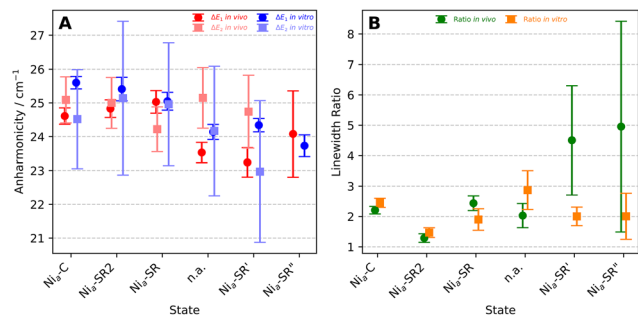 A
ΔE₁ in vivo
ΔE₂ in vivo
ΔE₁ in vitro
ΔE₂ in vitro
27
26
25
24
23
22
21
Anharmonicity / cm⁻¹
Niₐ-C
Niₐ-SR2
Niₐ-SR
n.a.
Niₐ-SR'
Niₐ-SR"
State
B
Ratio in vivo
Ratio in vitro
8
7
6
5
4
3
2
1
Linewidth Ratio
Niₐ-C
Niₐ-SR2
Niₐ-SR
n.a.
Niₐ-SR'
Niₐ-SR"
State